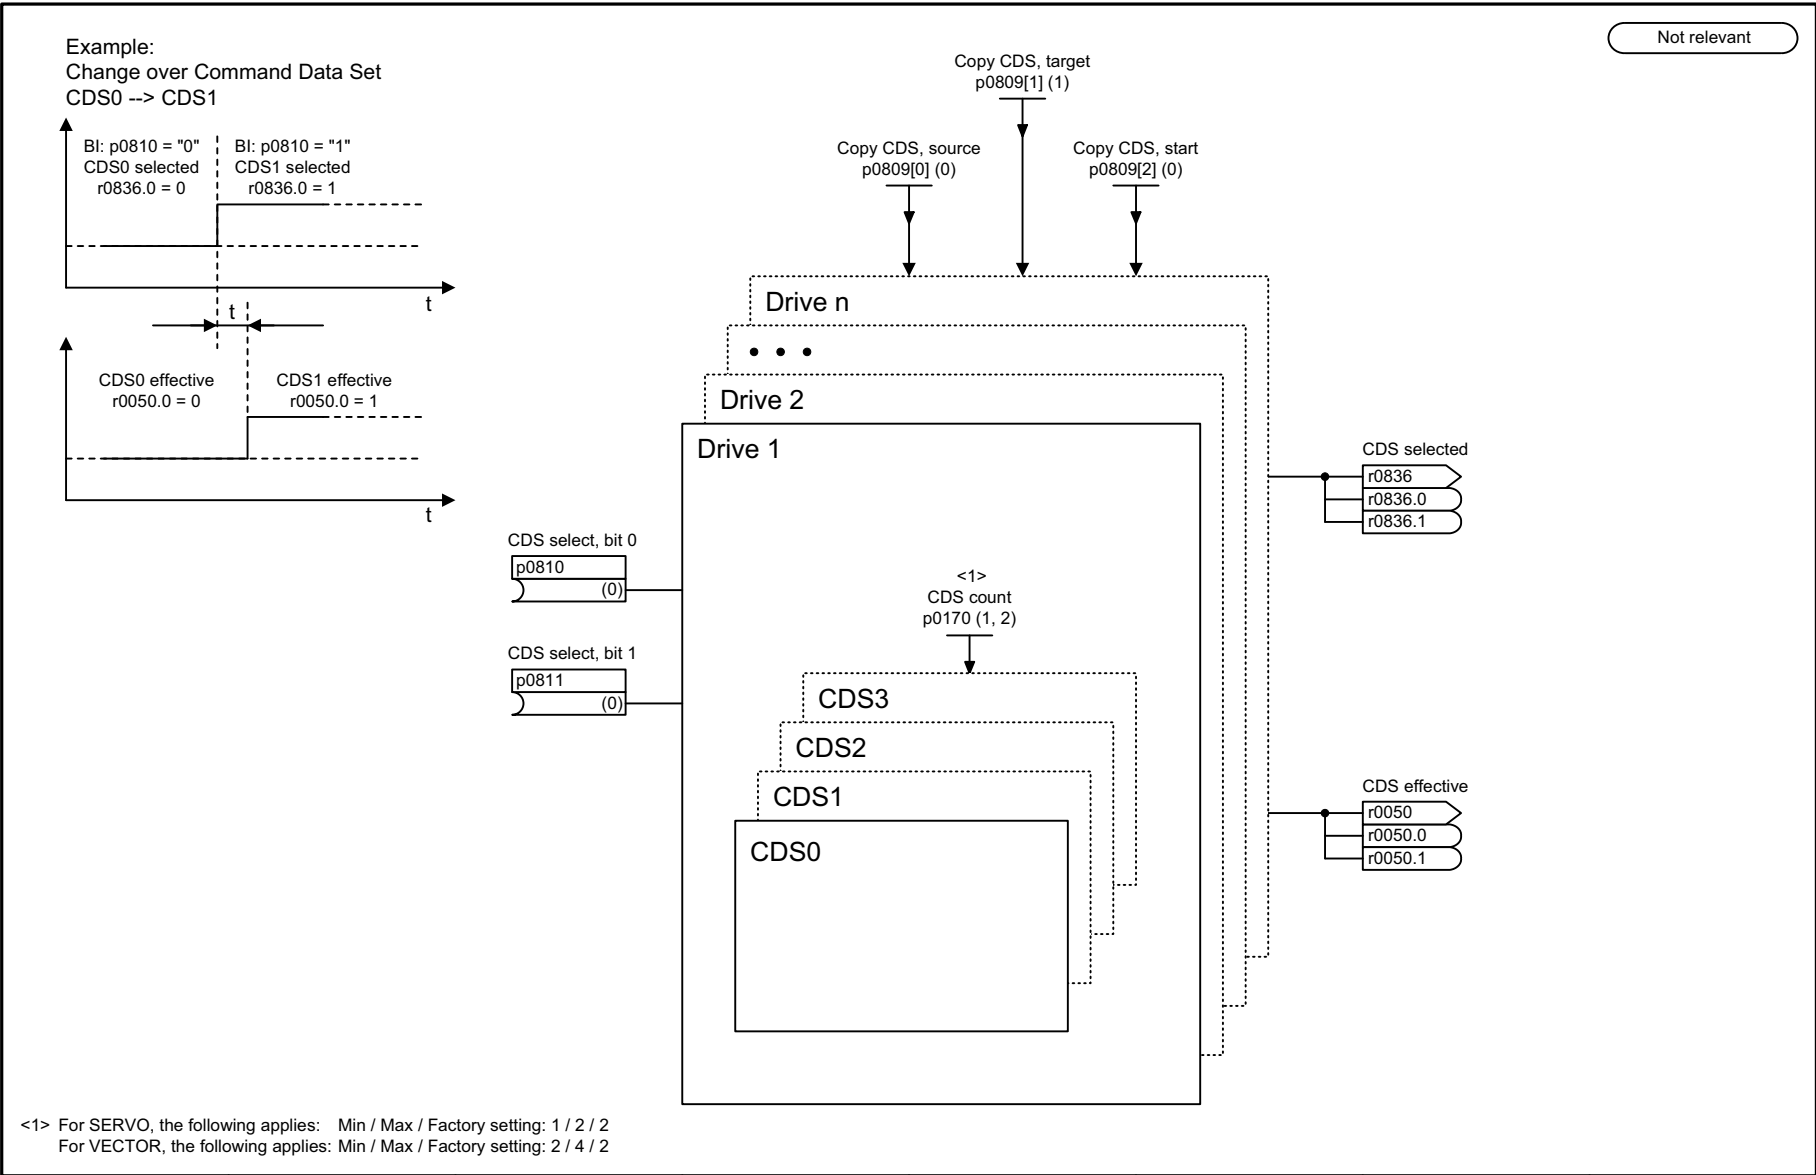 Example:
Change over Command Data Set
CDS0 --> CDS1
Not relevant
BI: p0810 = "0"
CDS0 selected
r0836.0 = 0
BI: p0810 = "1"
CDS1 selected
r0836.0 = 1
t
t
CDS0 effective
r0050.0 = 0
CDS1 effective
r0050.0 = 1
t
Copy CDS, target
p0809[1] (1)
Copy CDS, source
p0809[0] (0)
Copy CDS, start
p0809[2] (0)
Drive n
• • •
Drive 2
Drive 1
CDS select, bit 0
p0810
(0)
CDS select, bit 1
p0811
(0)
<1>
CDS count
p0170 (1, 2)
CDS3
CDS2
CDS1
CDS0
CDS selected
r0836
r0836.0
r0836.1
CDS effective
r0050
r0050.0
r0050.1
<1> For SERVO, the following applies: Min / Max / Factory setting: 1 / 2 / 2
For VECTOR, the following applies: Min / Max / Factory setting: 2 / 4 / 2